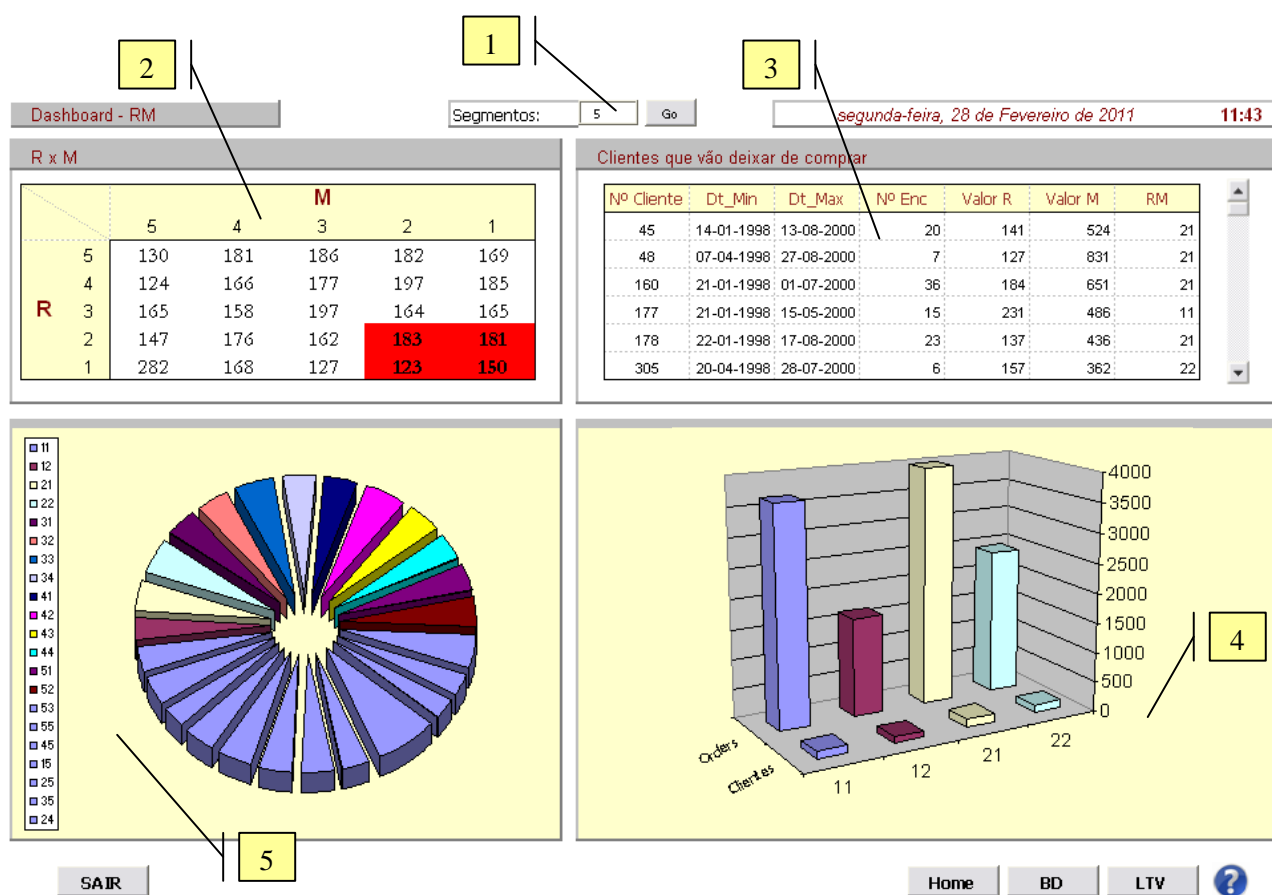 1
2
3
Dashboard - RM
Segmentos:
5
Go
segunda-feira, 28 de Fevereiro de 2011
11:43
R x M
M
5 4 3 2 1
R
5 130 181 186 182 169
4 124 166 177 197 185
3 165 158 197 164 165
2 147 176 162 183 181
1 282 168 127 123 150
Clientes que vão deixar de comprar
Nº Cliente Dt_Min Dt_Max Nº Enc Valor R Valor M RM
45 14-01-1998 13-08-2000 20 141 524 21
48 07-04-1998 27-08-2000 7 127 831 21
160 21-01-1998 01-07-2000 36 184 651 21
177 21-01-1998 15-05-2000 15 231 486 11
178 22-01-1998 17-08-2000 23 137 436 21
305 20-04-1998 28-07-2000 6 157 362 22
11
12
21
22
31
32
33
34
41
42
43
44
51
52
53
55
45
15
25
35
24
5
4000
3500
3000
2500
2000
1500
1000
500
0
Orders
Clientes
11
12
21
22
4
SAIR
Home
BD
LTV
?